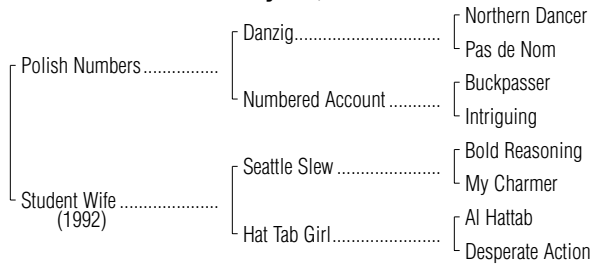 Northern Dancer
Danzig..............................
Pas de Nom
Polish Numbers................
Buckpasser
Numbered Account ...........
Intriguing
Bold Reasoning
Seattle Slew ......................
My Charmer
Student Wife .....................
(1992)
Al Hattab
Hat Tab Girl.......................
Desperate Action